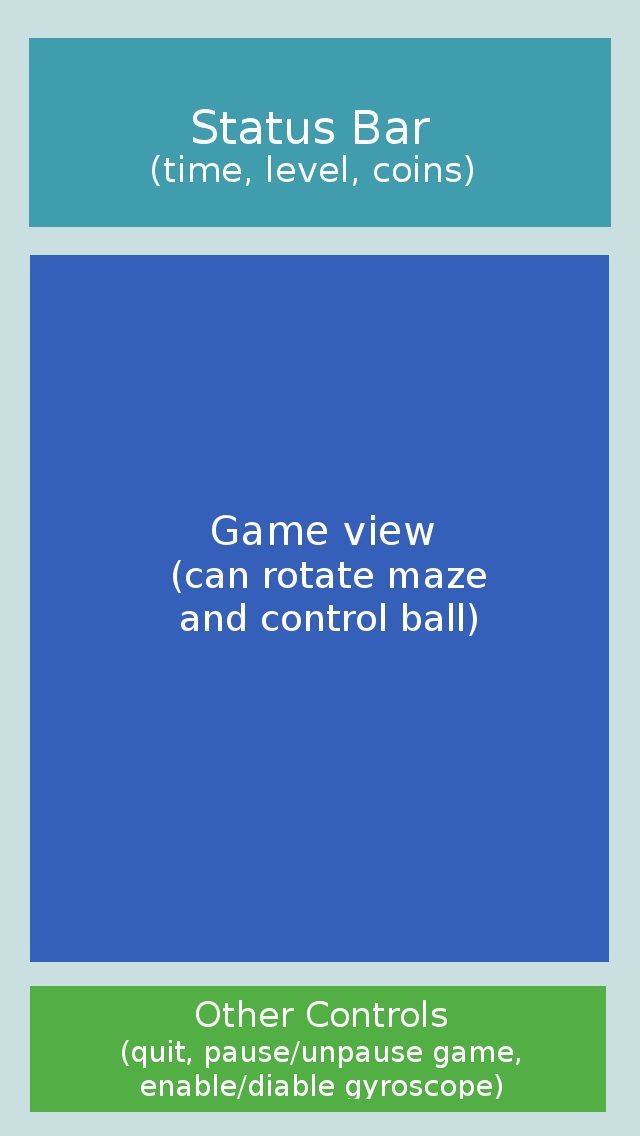 Status Bar
(time, level, coins)
Game view
(can rotate maze
and control ball)
Other Controls
(quit, pause/unpause game,
enable/diable gyroscope)